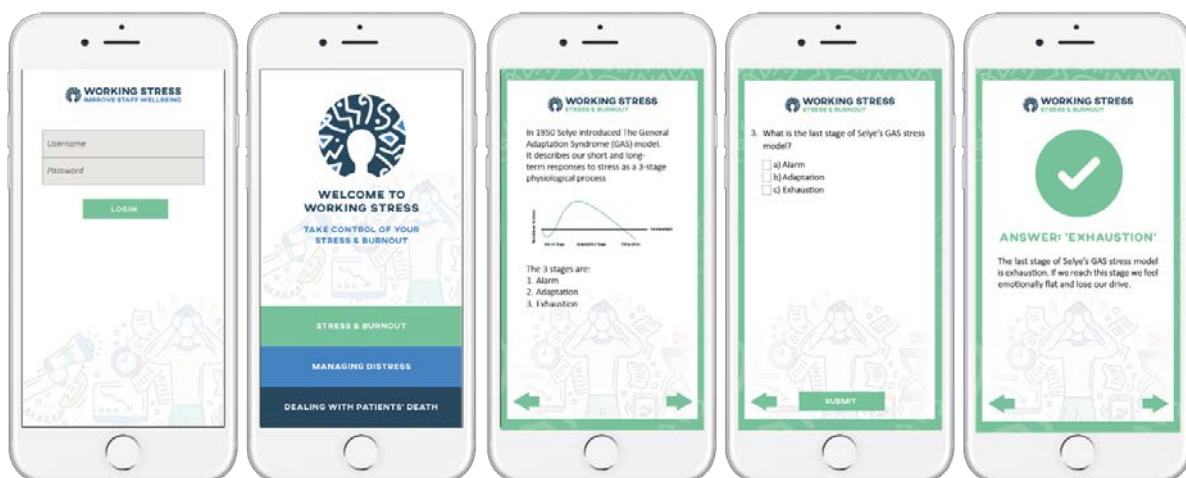 WORKING STRESS
IMPROVE STAFF WELLBEING
Username
Password
LOGIN
WELCOME TO
WORKING STRESS
TAKE CONTROL OF YOUR
STRESS & BURNOUT
STRESS & BURNOUT
MANAGING DISTRESS
DEALING WITH PATIENTS' DEATH
WORKING STRESS
STRESS & BURNOUT
In 1950 Selye introduced The General
Adaptation Syndrome (GAS) model.
It describes our short and long-
term responses to stress as a 3-stage
physiological process
Alarm Stage
Adaptation Stage
Exhaustion
The 3 stages are:
1. Alarm
2. Adaptation
3. Exhaustion
WORKING STRESS
STRESS & BURNOUT
3. What is the last stage of Selye's GAS stress
model?
a) Alarm
b) Adaptation
c) Exhaustion
SUBMIT
WORKING STRESS
STRESS & BURNOUT
ANSWER: 'EXHAUSTION'
The last stage of Selye's GAS stress model
is exhaustion. If we reach this stage we feel
emotionally flat and lose our drive.